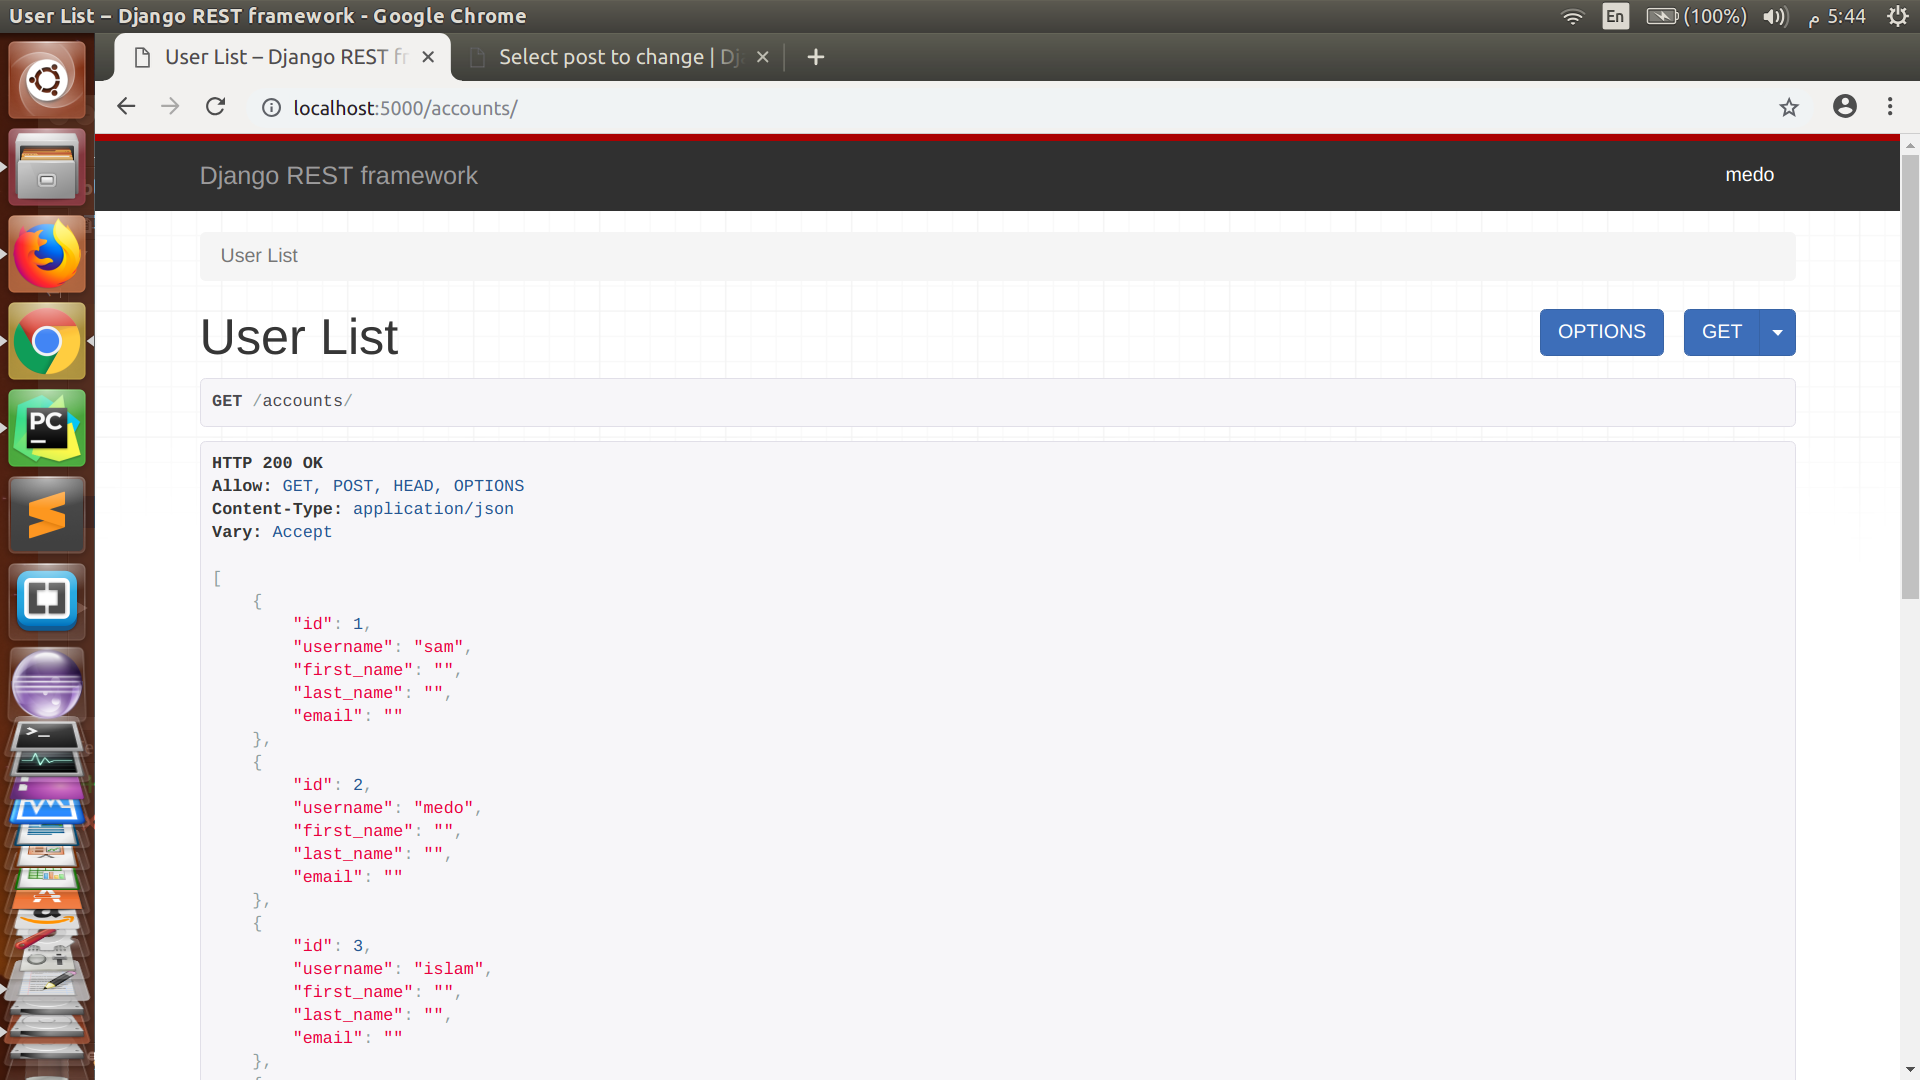 User List – Django REST framework - Google Chrome
En (100%) 5:44 م
User List – Django REST fr
Select post to change | Dj
localhost:5000/accounts/
Django REST framework
medo
User List
User List
OPTIONS
GET
GET /accounts/
HTTP 200 OK
Allow: GET, POST, HEAD, OPTIONS
Content-Type: application/json
Vary: Accept
[
{
"id": 1,
"username": "sam",
"first_name": "",
"last_name": "",
"email": ""
},
{
"id": 2,
"username": "medo",
"first_name": "",
"last_name": "",
"email": ""
},
{
"id": 3,
"username": "islam",
"first_name": "",
"last_name": "",
"email": ""
},
PC